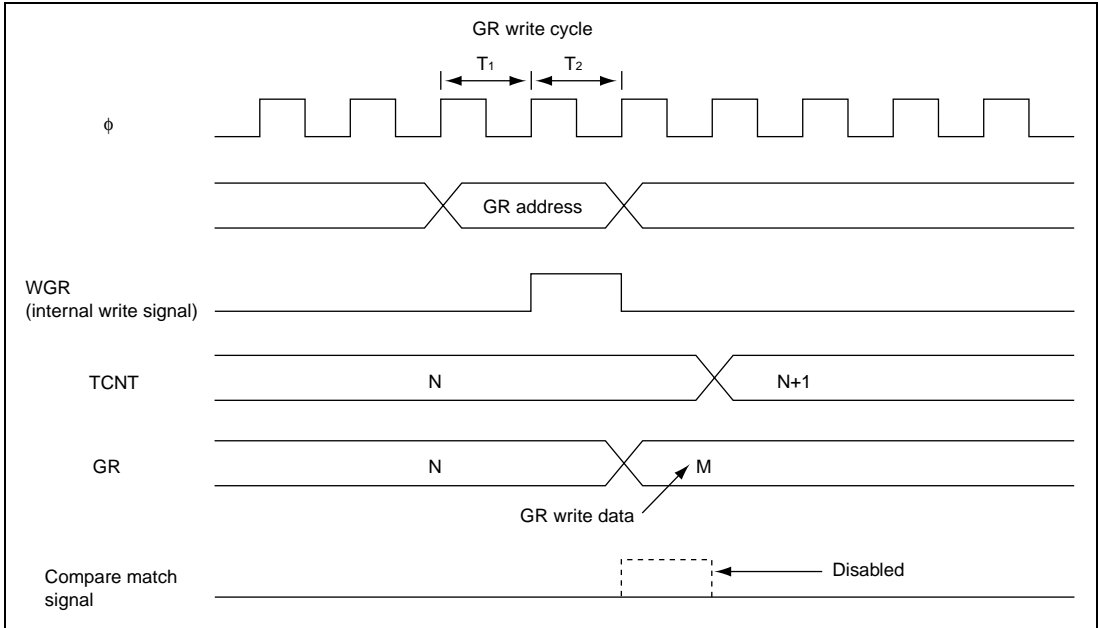 GR write cycle
T1 T2
ϕ
GR address
WGR
(internal write signal)
TCNT N N+1
GR N M
GR write data
Compare match
signal
Disabled